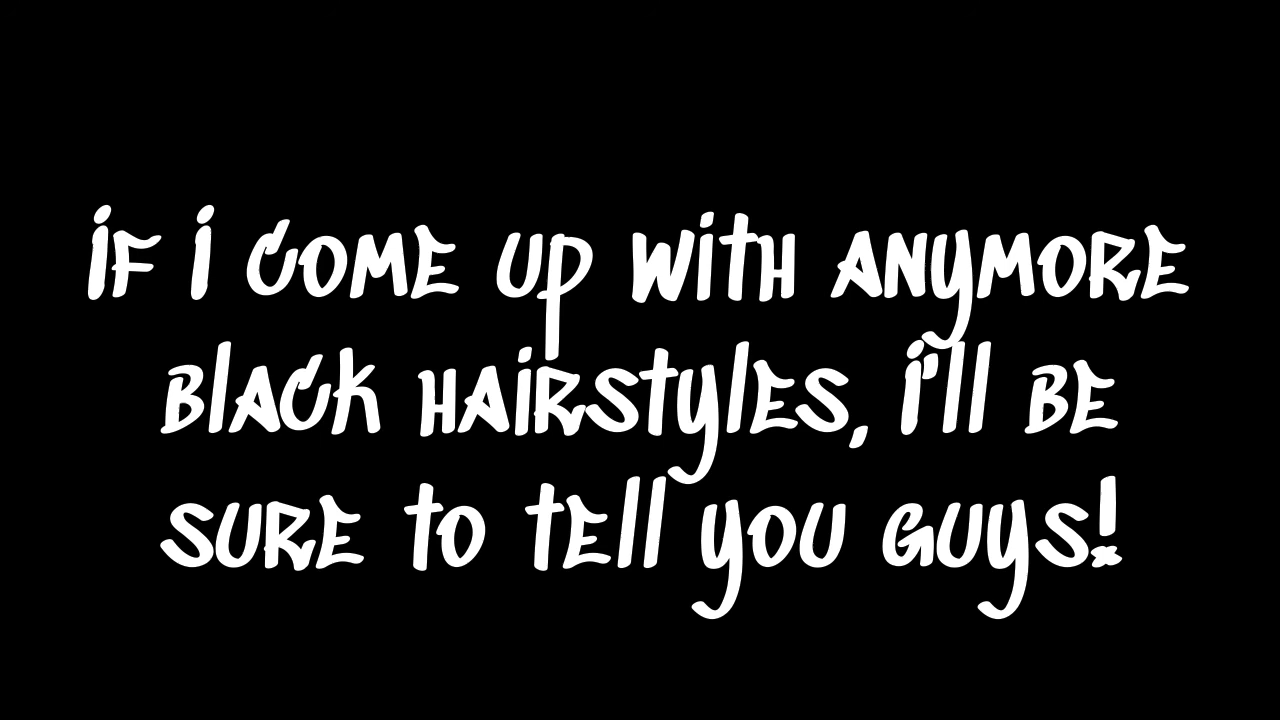 if i come up with anymore
black hairstyles, i'll be
sure to tell you guys!